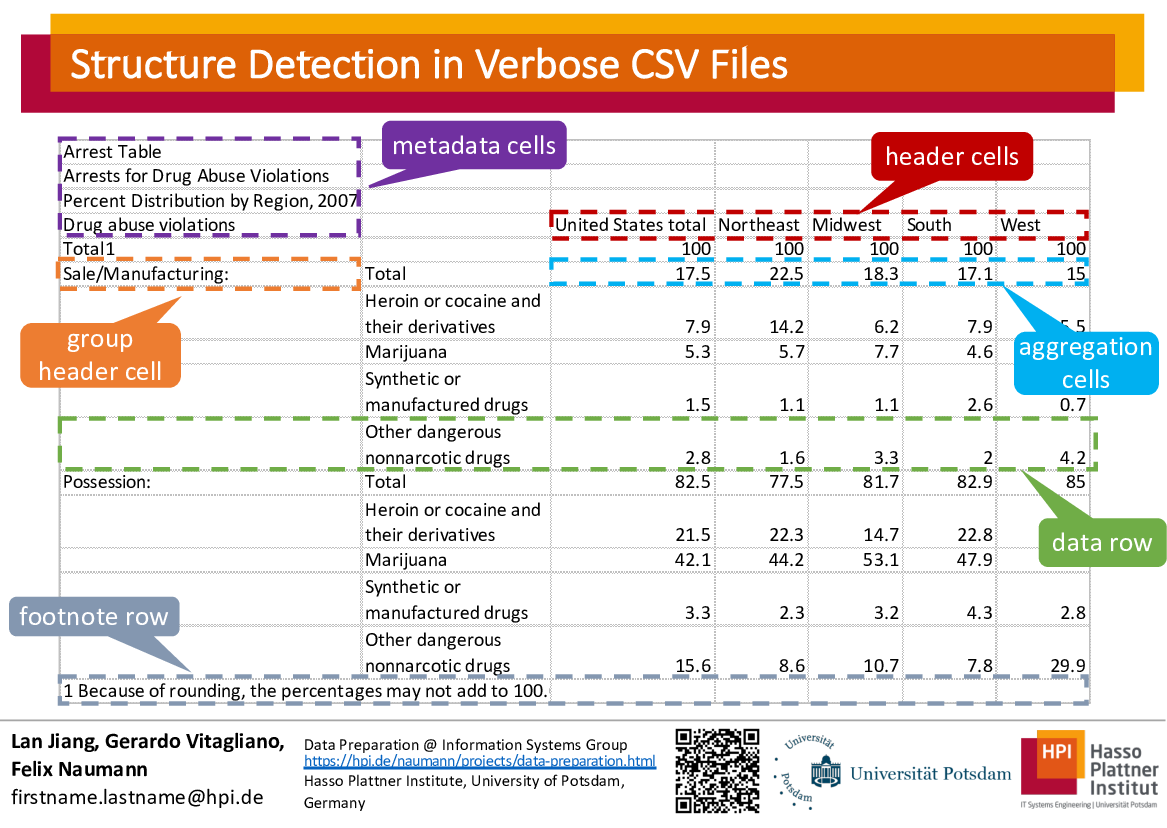 Structure Detection in Verbose CSV Files
metadata cells
header cells
Arrest Table
Arrests for Drug Abuse Violations
Percent Distribution by Region, 2007
Drug abuse violations United States total Northeast Midwest South West
Total1 100 100 100 100 100
Sale/Manufacturing: Total 17.5 22.5 18.3 17.1 15
Heroin or cocaine and
their derivatives 7.9 14.2 6.2 7.9 5.5
group
header cell
aggregation
cells
Marijuana 5.3 5.7 7.7 4.6
Synthetic or
manufactured drugs 1.5 1.1 1.1 2.6 0.7
Other dangerous
nonnarcotic drugs 2.8 1.6 3.3 2 4.2
Possession: Total 82.5 77.5 81.7 82.9 85
Heroin or cocaine and
their derivatives 21.5 22.3 14.7 22.8
data row
Marijuana 42.1 44.2 53.1 47.9
Synthetic or
manufactured drugs 3.3 2.3 3.2 4.3 2.8
footnote row
Other dangerous
nonnarcotic drugs 15.6 8.6 10.7 7.8 29.9
1 Because of rounding, the percentages may not add to 100.
Lan Jiang, Gerardo Vitagliano,
Felix Naumann
firstname.lastname@hpi.de
Data Preparation @ Information Systems Group
https://hpi.de/naumann/projects/data-preparation.html
Hasso Plattner Institute, University of Potsdam,
Germany
Universität
Potsdam
Universität Potsdam
HPI
Hasso
Plattner
Institut
IT Systems Engineering | Universität Potsdam